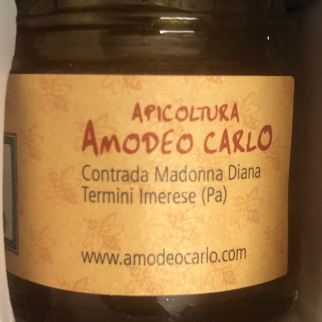 APICOLTURA
AMODEO CARLO
Contrada Madonna Diana
Termini Imerese (Pa)
www.amodeocarlo.com